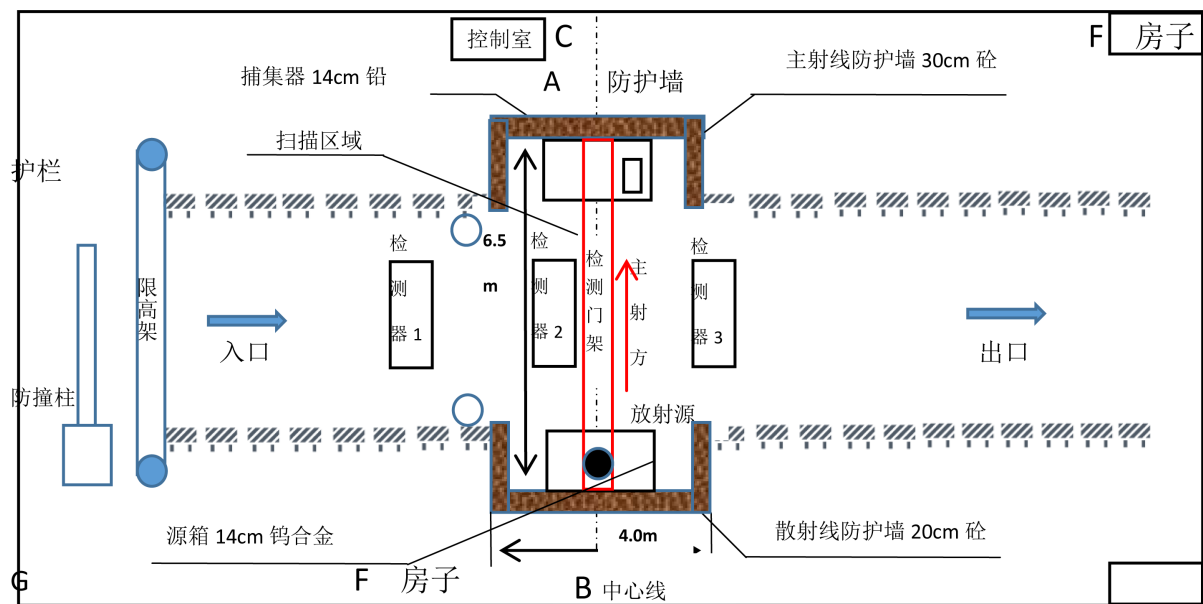 控制室 C
F 房子
捕集器 14cm 铅
A
防护墙
主射线防护墙 30cm 砼
扫描区域
护栏
限高架
防撞柱
入口
检测器 1
6.5
m
检测器 2
检测门架
主射方
检测器 3
出口
放射源
源箱 14cm 钨合金
4.0m
散射线防护墙 20cm 砼
G
F 房子
B 中心线